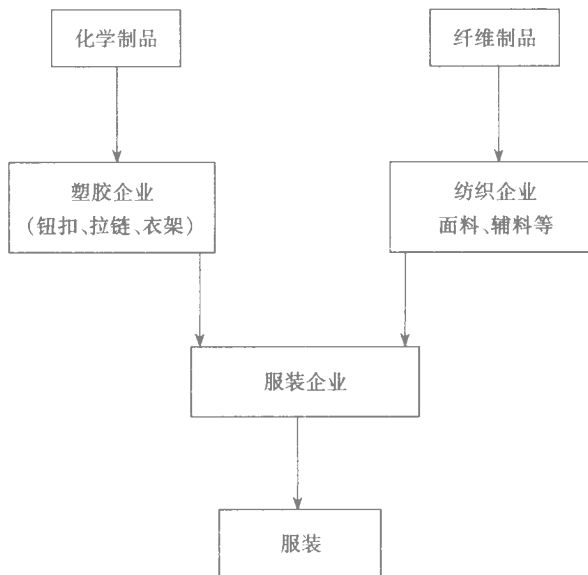 化学制品
纤维制品
塑胶企业
(钮扣、拉链、衣架)
纺织企业
面料、辅料等
服装企业
服装